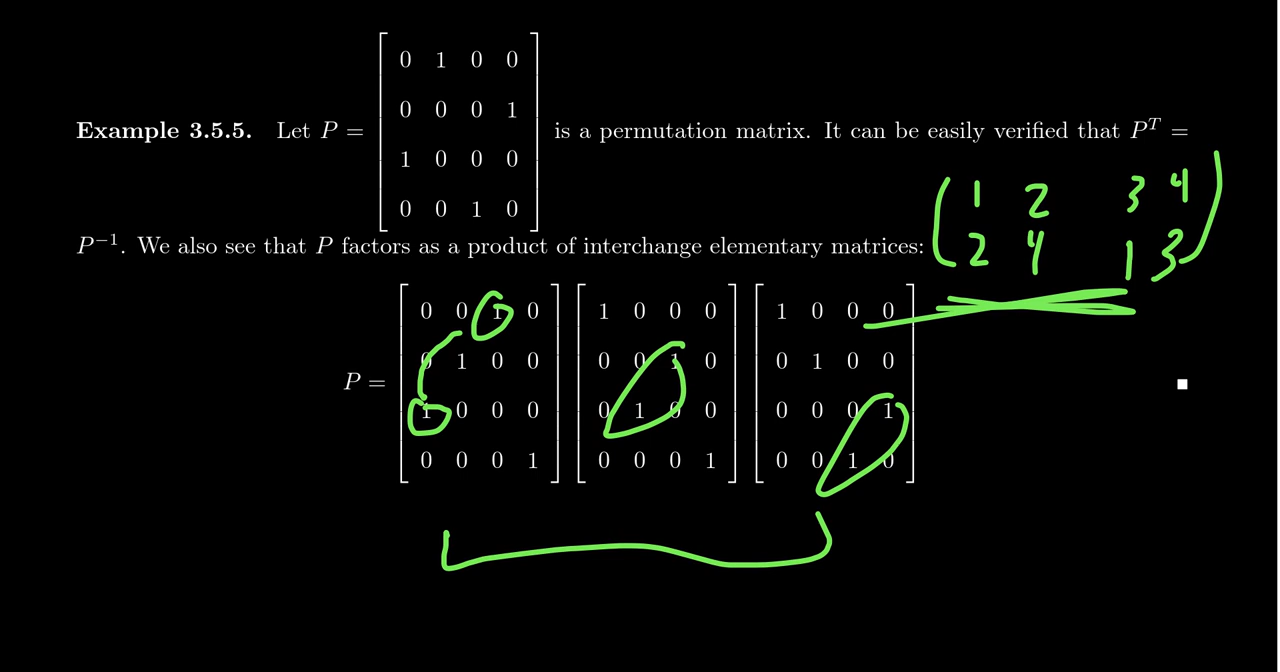 0 1 0 0
0 0 0 1
Example 3.5.5. Let P = is a permutation matrix. It can be easily verified that Pᵀ =
1 0 0 0
0 0 1 0
1 2 3 4
P⁻¹. We also see that P factors as a product of interchange elementary matrices:
2 4 1 3
0 0 1 0 1 0 0 0 1 0 0 0
0 1 0 0 0 0 1 0 0 1 0 0
P =
1 0 0 0 0 1 0 0 0 0 0 1
0 0 0 1 0 0 0 1 0 0 1 0